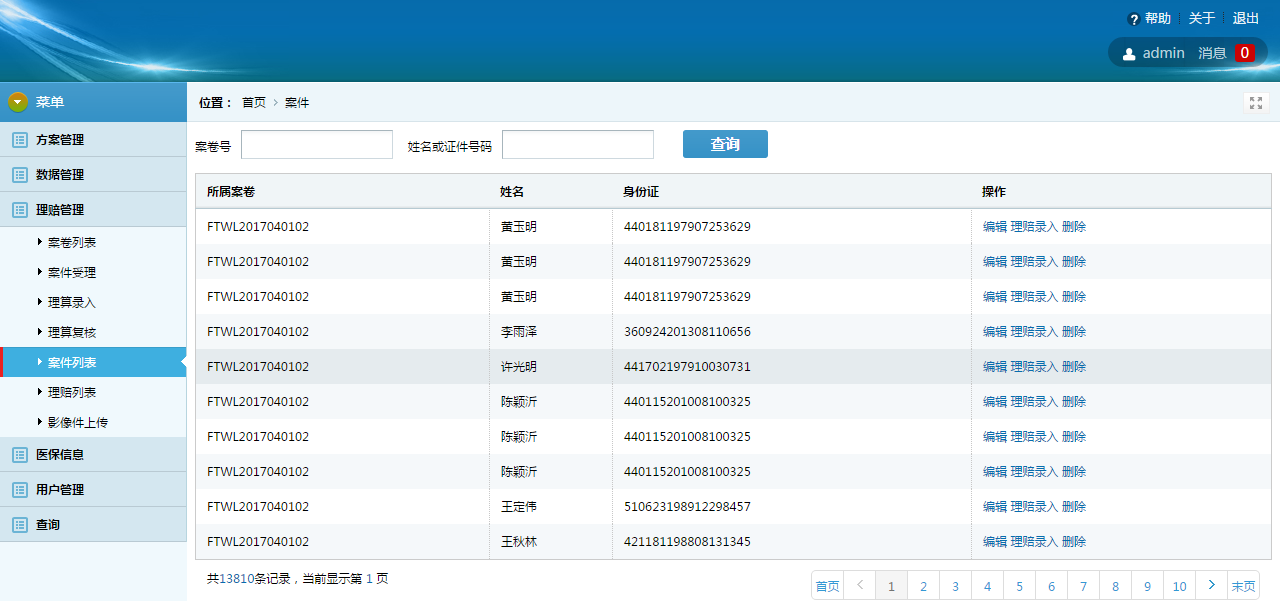 帮助 关于 退出
admin 消息 0
菜单
位置： 首页 > 案件
方案管理
数据管理
理赔管理
案卷列表
案件受理
理算录入
理算复核
案件列表
理赔列表
影像件上传
医保信息
用户管理
查询
案卷号 姓名或证件号码 查询
所属案卷 姓名 身份证 操作
FTWL2017040102 黄玉明 440181197907253629 编辑 理赔录入 删除
FTWL2017040102 黄玉明 440181197907253629 编辑 理赔录入 删除
FTWL2017040102 黄玉明 440181197907253629 编辑 理赔录入 删除
FTWL2017040102 李雨泽 360924201308110656 编辑 理赔录入 删除
FTWL2017040102 许光明 441702197910030731 编辑 理赔录入 删除
FTWL2017040102 陈颖沂 440115201008100325 编辑 理赔录入 删除
FTWL2017040102 陈颖沂 440115201008100325 编辑 理赔录入 删除
FTWL2017040102 陈颖沂 440115201008100325 编辑 理赔录入 删除
FTWL2017040102 王定伟 510623198912298457 编辑 理赔录入 删除
FTWL2017040102 王秋林 421181198808131345 编辑 理赔录入 删除
共13810条记录，当前显示第 1 页
首页 < 1 2 3 4 5 6 7 8 9 10 > 末页